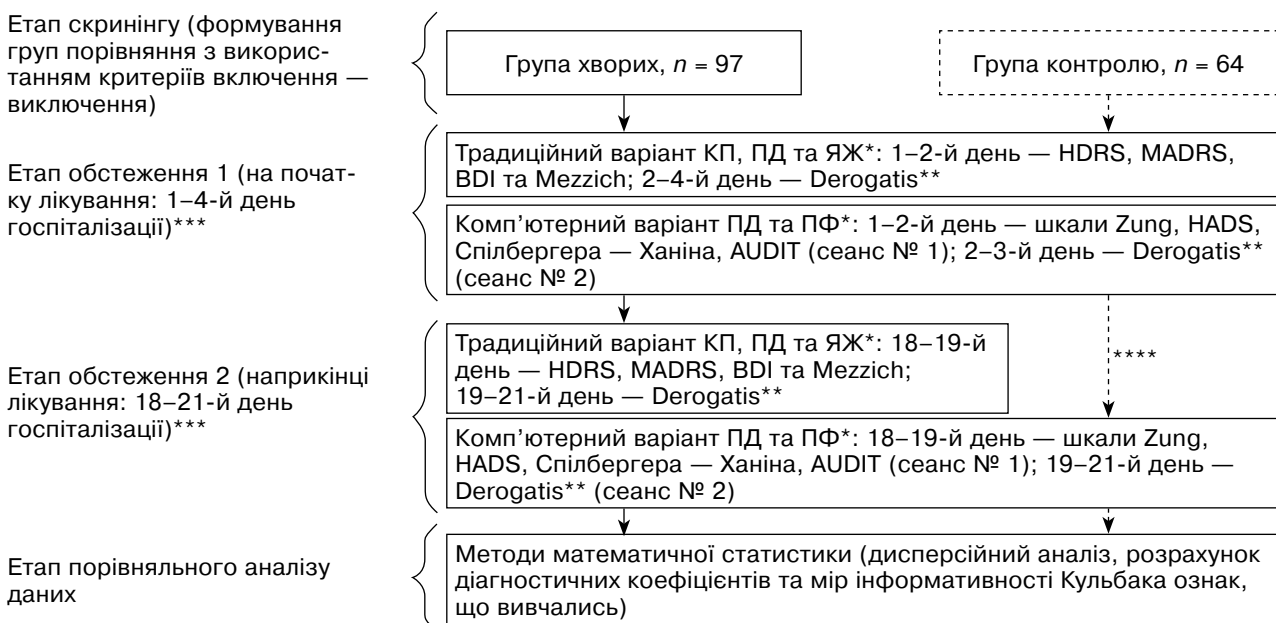 Етап скринінгу (формування
груп порівняння з використанням
критеріїв включення —
виключення)
Група хворих, n = 97
Група контролю, n = 64
Етап обстеження 1 (на почат-
ку лікування: 1–4-й день
госпіталізації)***
Традиційний варіант КП, ПД та ЯЖ*: 1–2-й день — HDRS, MADRS,
BDI та Mezzich; 2–4-й день — Derogatis**
Комп’ютерний варіант ПД та ПФ*: 1–2-й день — шкали Zung, HADS,
Спілбергера — Ханіна, AUDIT (сеанс № 1); 2–3-й день — Derogatis**
(сеанс № 2)
Етап обстеження 2 (наприкінці
лікування: 18–21-й день
госпіталізації)***
Традиційний варіант КП, ПД та ЯЖ*: 18–19-й
день — HDRS, MADRS, BDI та Mezzich;
19–21-й день — Derogatis**
****
Комп’ютерний варіант ПД та ПФ*: 18–19-й день — шкали Zung,
HADS, Спілбергера — Ханіна, AUDIT (сеанс № 1); 19–21-й день —
Derogatis** (сеанс № 2)
Етап порівняльного аналізу
даних
Методи математичної статистики (дисперсійний аналіз, розрахунок
діагностичних коефіцієнтів та мір інформативності Кульбака ознак,
що вивчались)